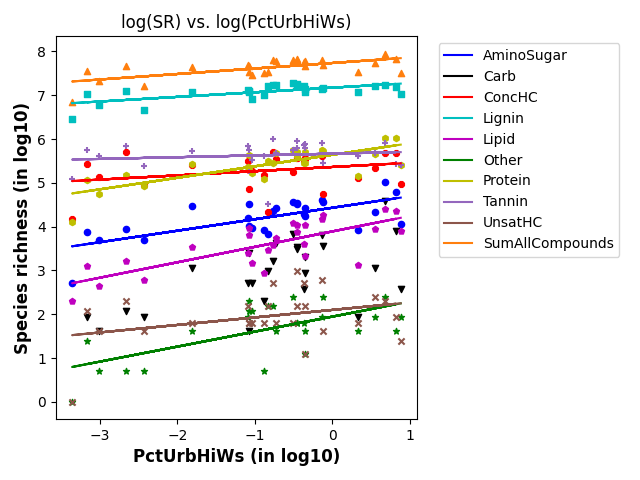 log(SR) vs. log(PctUrbHiWs)
Species richness (in log10)
8
7
6
5
4
3
2
1
0
−3
−2
−1
0
1
PctUrbHiWs (in log10)
AminoSugar
Carb
ConcHC
Lignin
Lipid
Other
Protein
Tannin
UnsatHC
SumAllCompounds